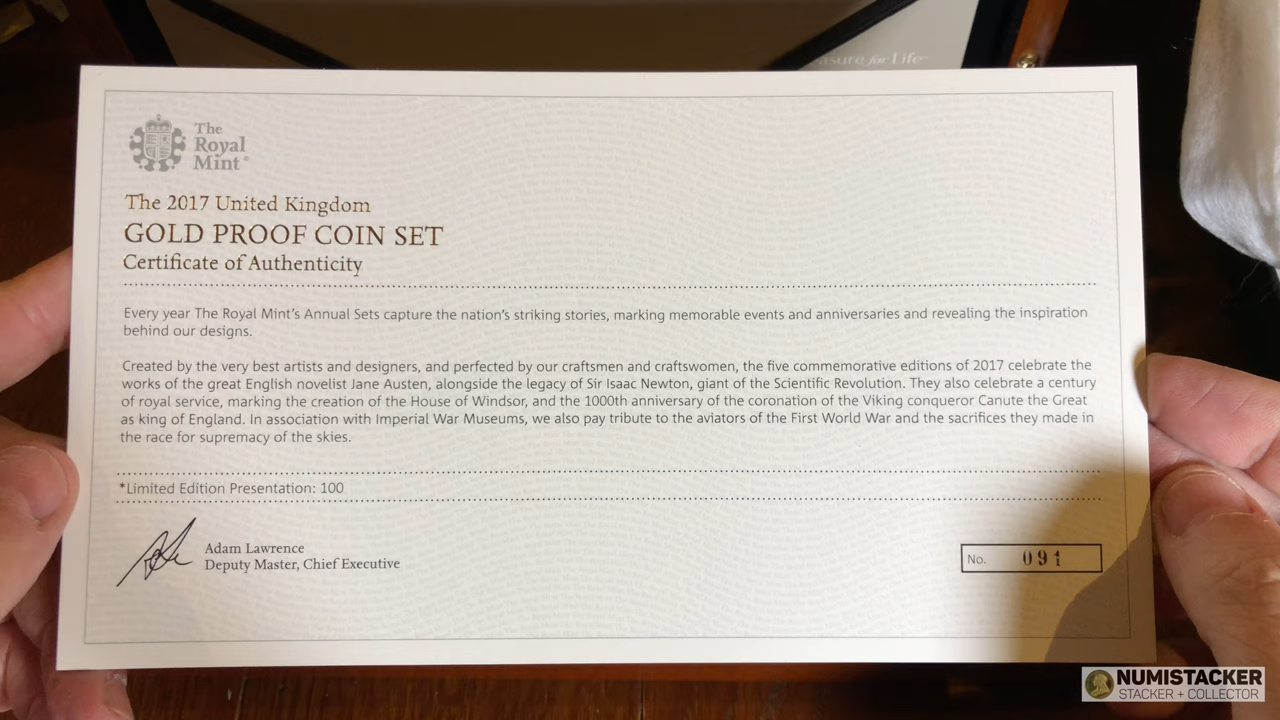 asure for Life
The
Royal
Mint®
The 2017 United Kingdom
GOLD PROOF COIN SET
Certificate of Authenticity
Every year The Royal Mint's Annual Sets capture the nation's striking stories, marking memorable events and anniversaries and revealing the inspiration
behind our designs.
Created by the very best artists and designers, and perfected by our craftsmen and craftswomen, the five commemorative editions of 2017 celebrate the
works of the great English novelist Jane Austen, alongside the legacy of Sir Isaac Newton, giant of the Scientific Revolution. They also celebrate a century
of royal service, marking the creation of the House of Windsor, and the 1000th anniversary of the coronation of the Viking conqueror Canute the Great
as king of England. In association with Imperial War Museums, we also pay tribute to the aviators of the First World War and the sacrifices they made in
the race for supremacy of the skies.
*Limited Edition Presentation: 100
Adam Lawrence
Deputy Master, Chief Executive
No. 091
NUMISTACKER
STACKER + COLLECTOR